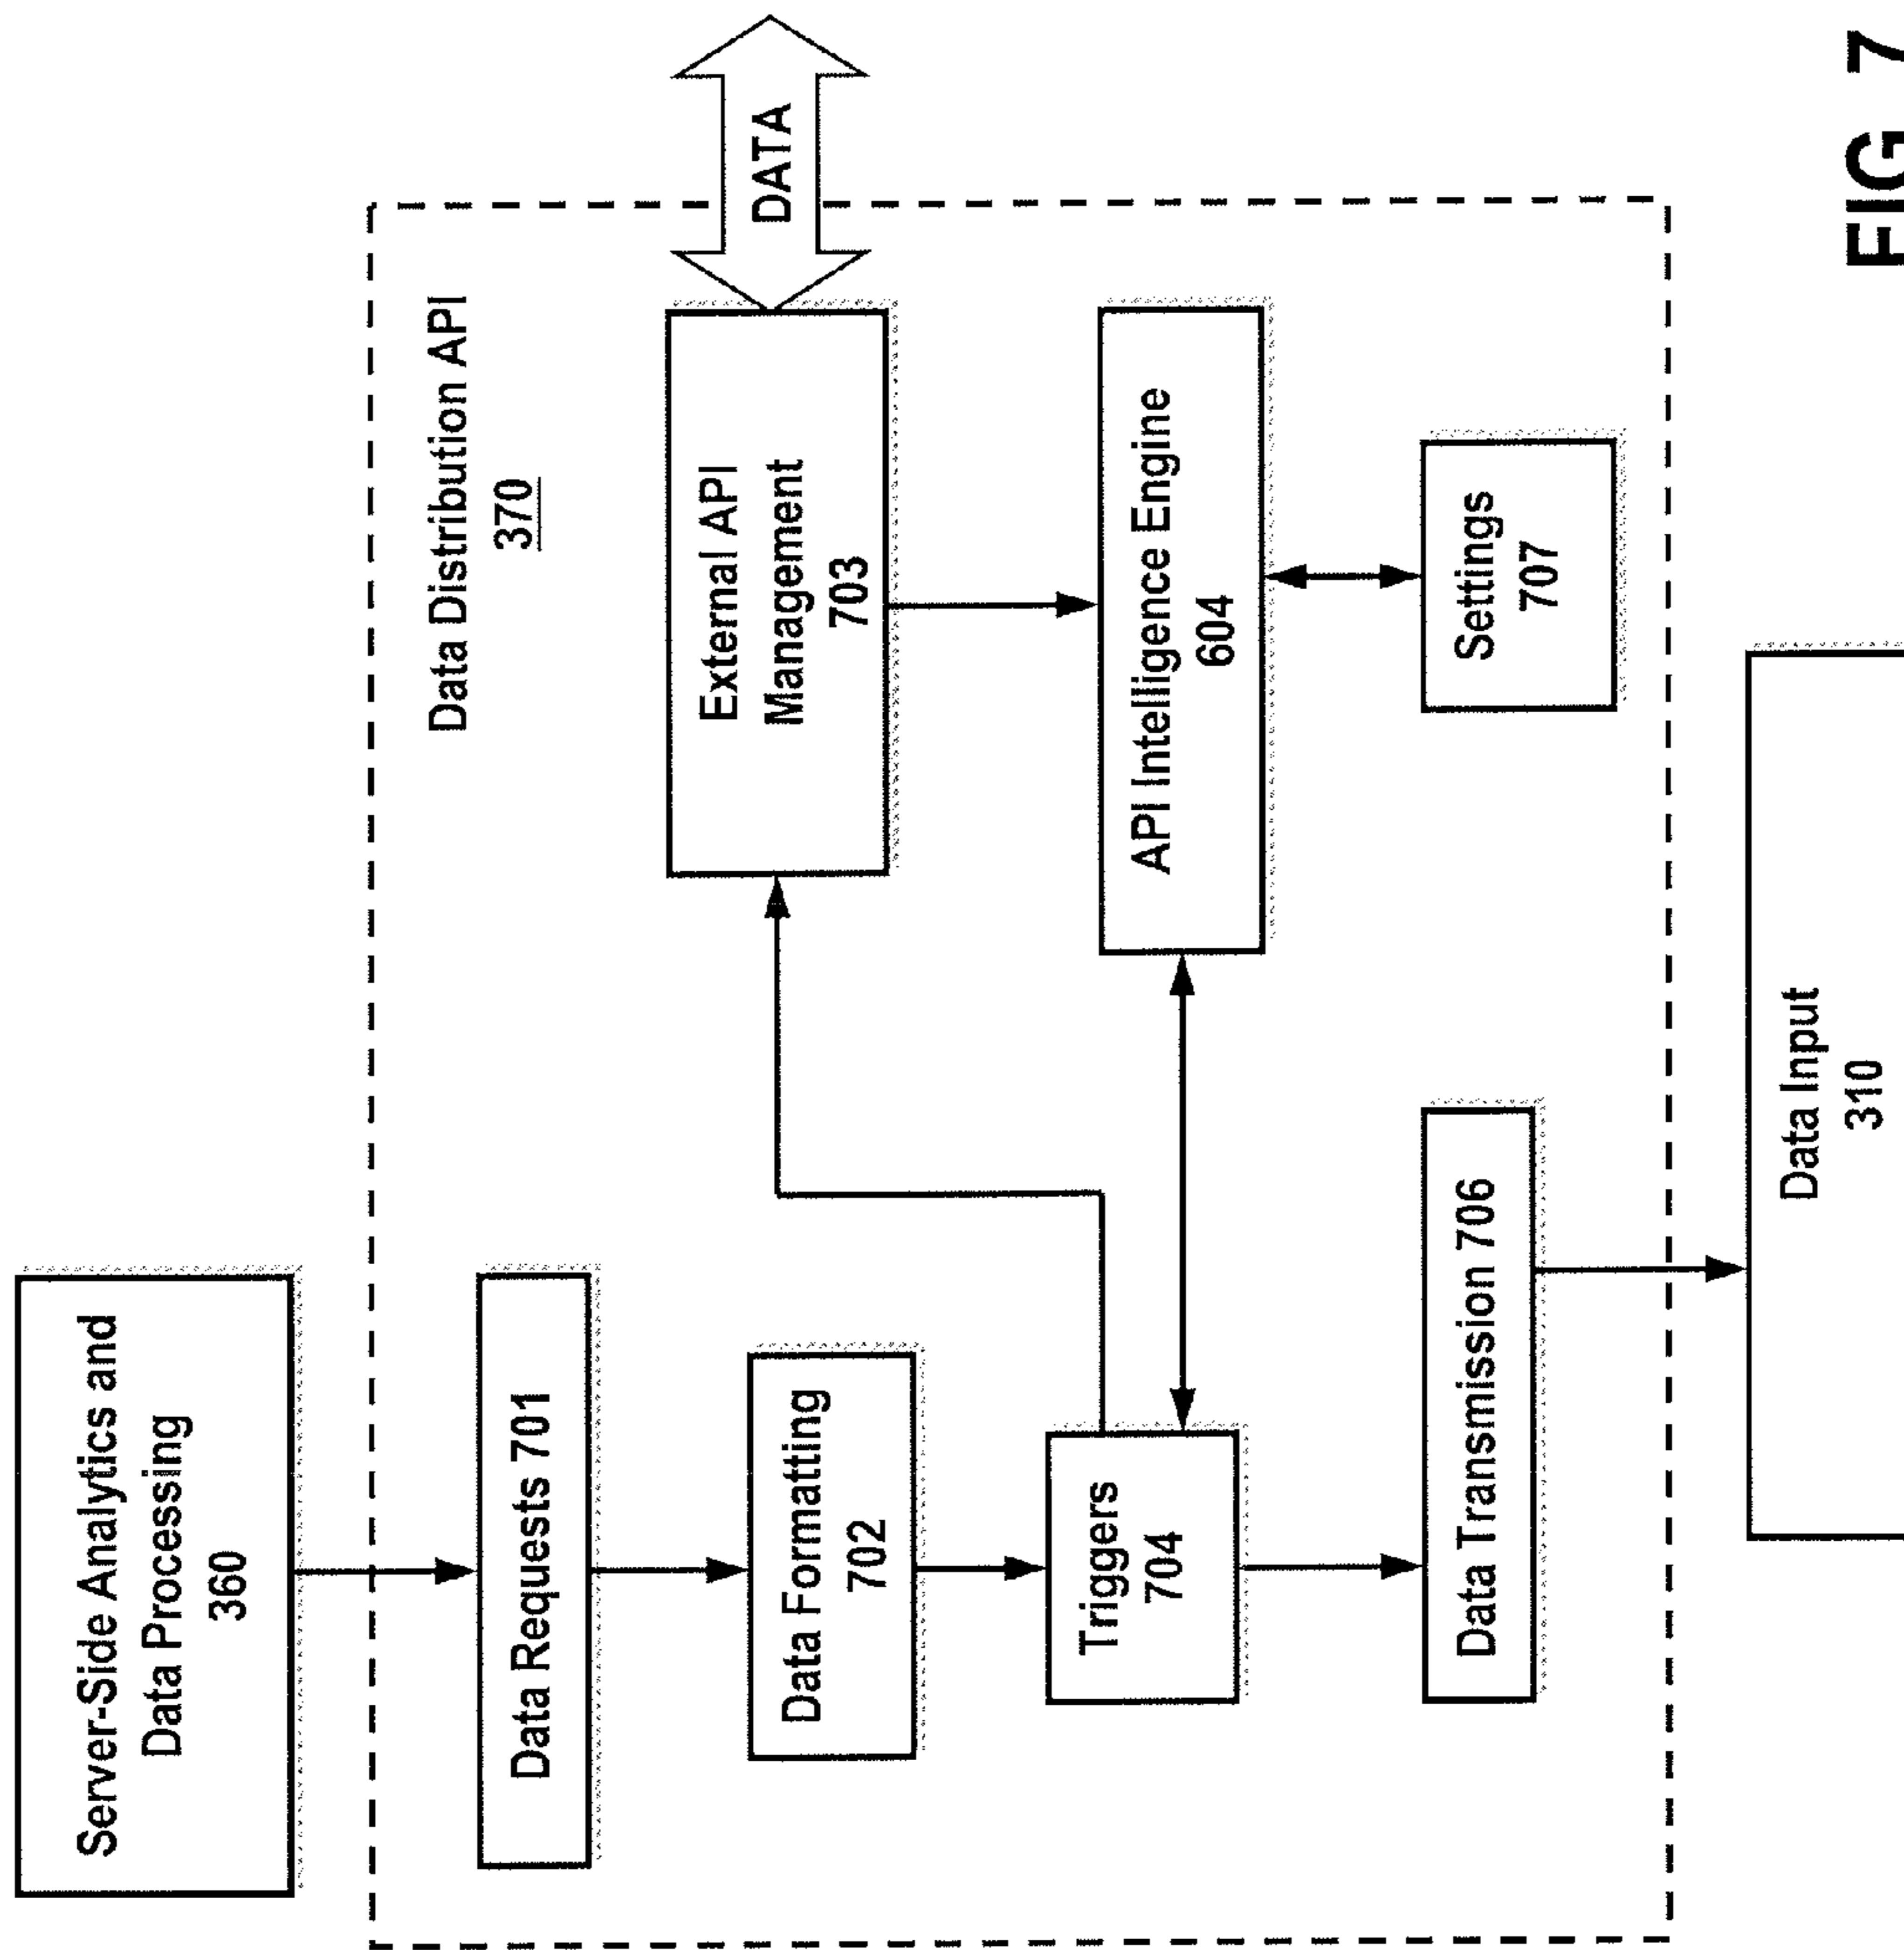 Server-Side Analytics and
Data Processing
360
Data Distribution API
370
Data Requests 701
Data Formatting
702
External API
Management
703
DATA
Triggers
704
API Intelligence Engine
604
Data Transmission 706
Settings
707
Data Input
310
FIG 7